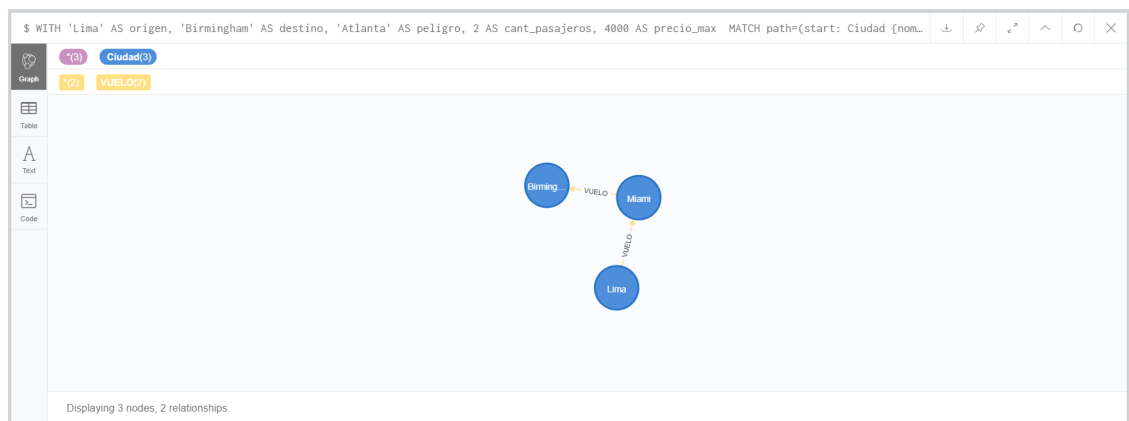 $ WITH 'Lima' AS origen, 'Birmingham' AS destino, 'Atlanta' AS peligro, 2 AS cant_pasajeros, 4000 AS precio_max  MATCH path=(start: Ciudad {nom…
*(3) Ciudad(3)
Graph
*(2) VUELO(2)
Table
A
Text
Code
Birming...
VUELO
Miami
VUELO
Lima
Displaying 3 nodes, 2 relationships.